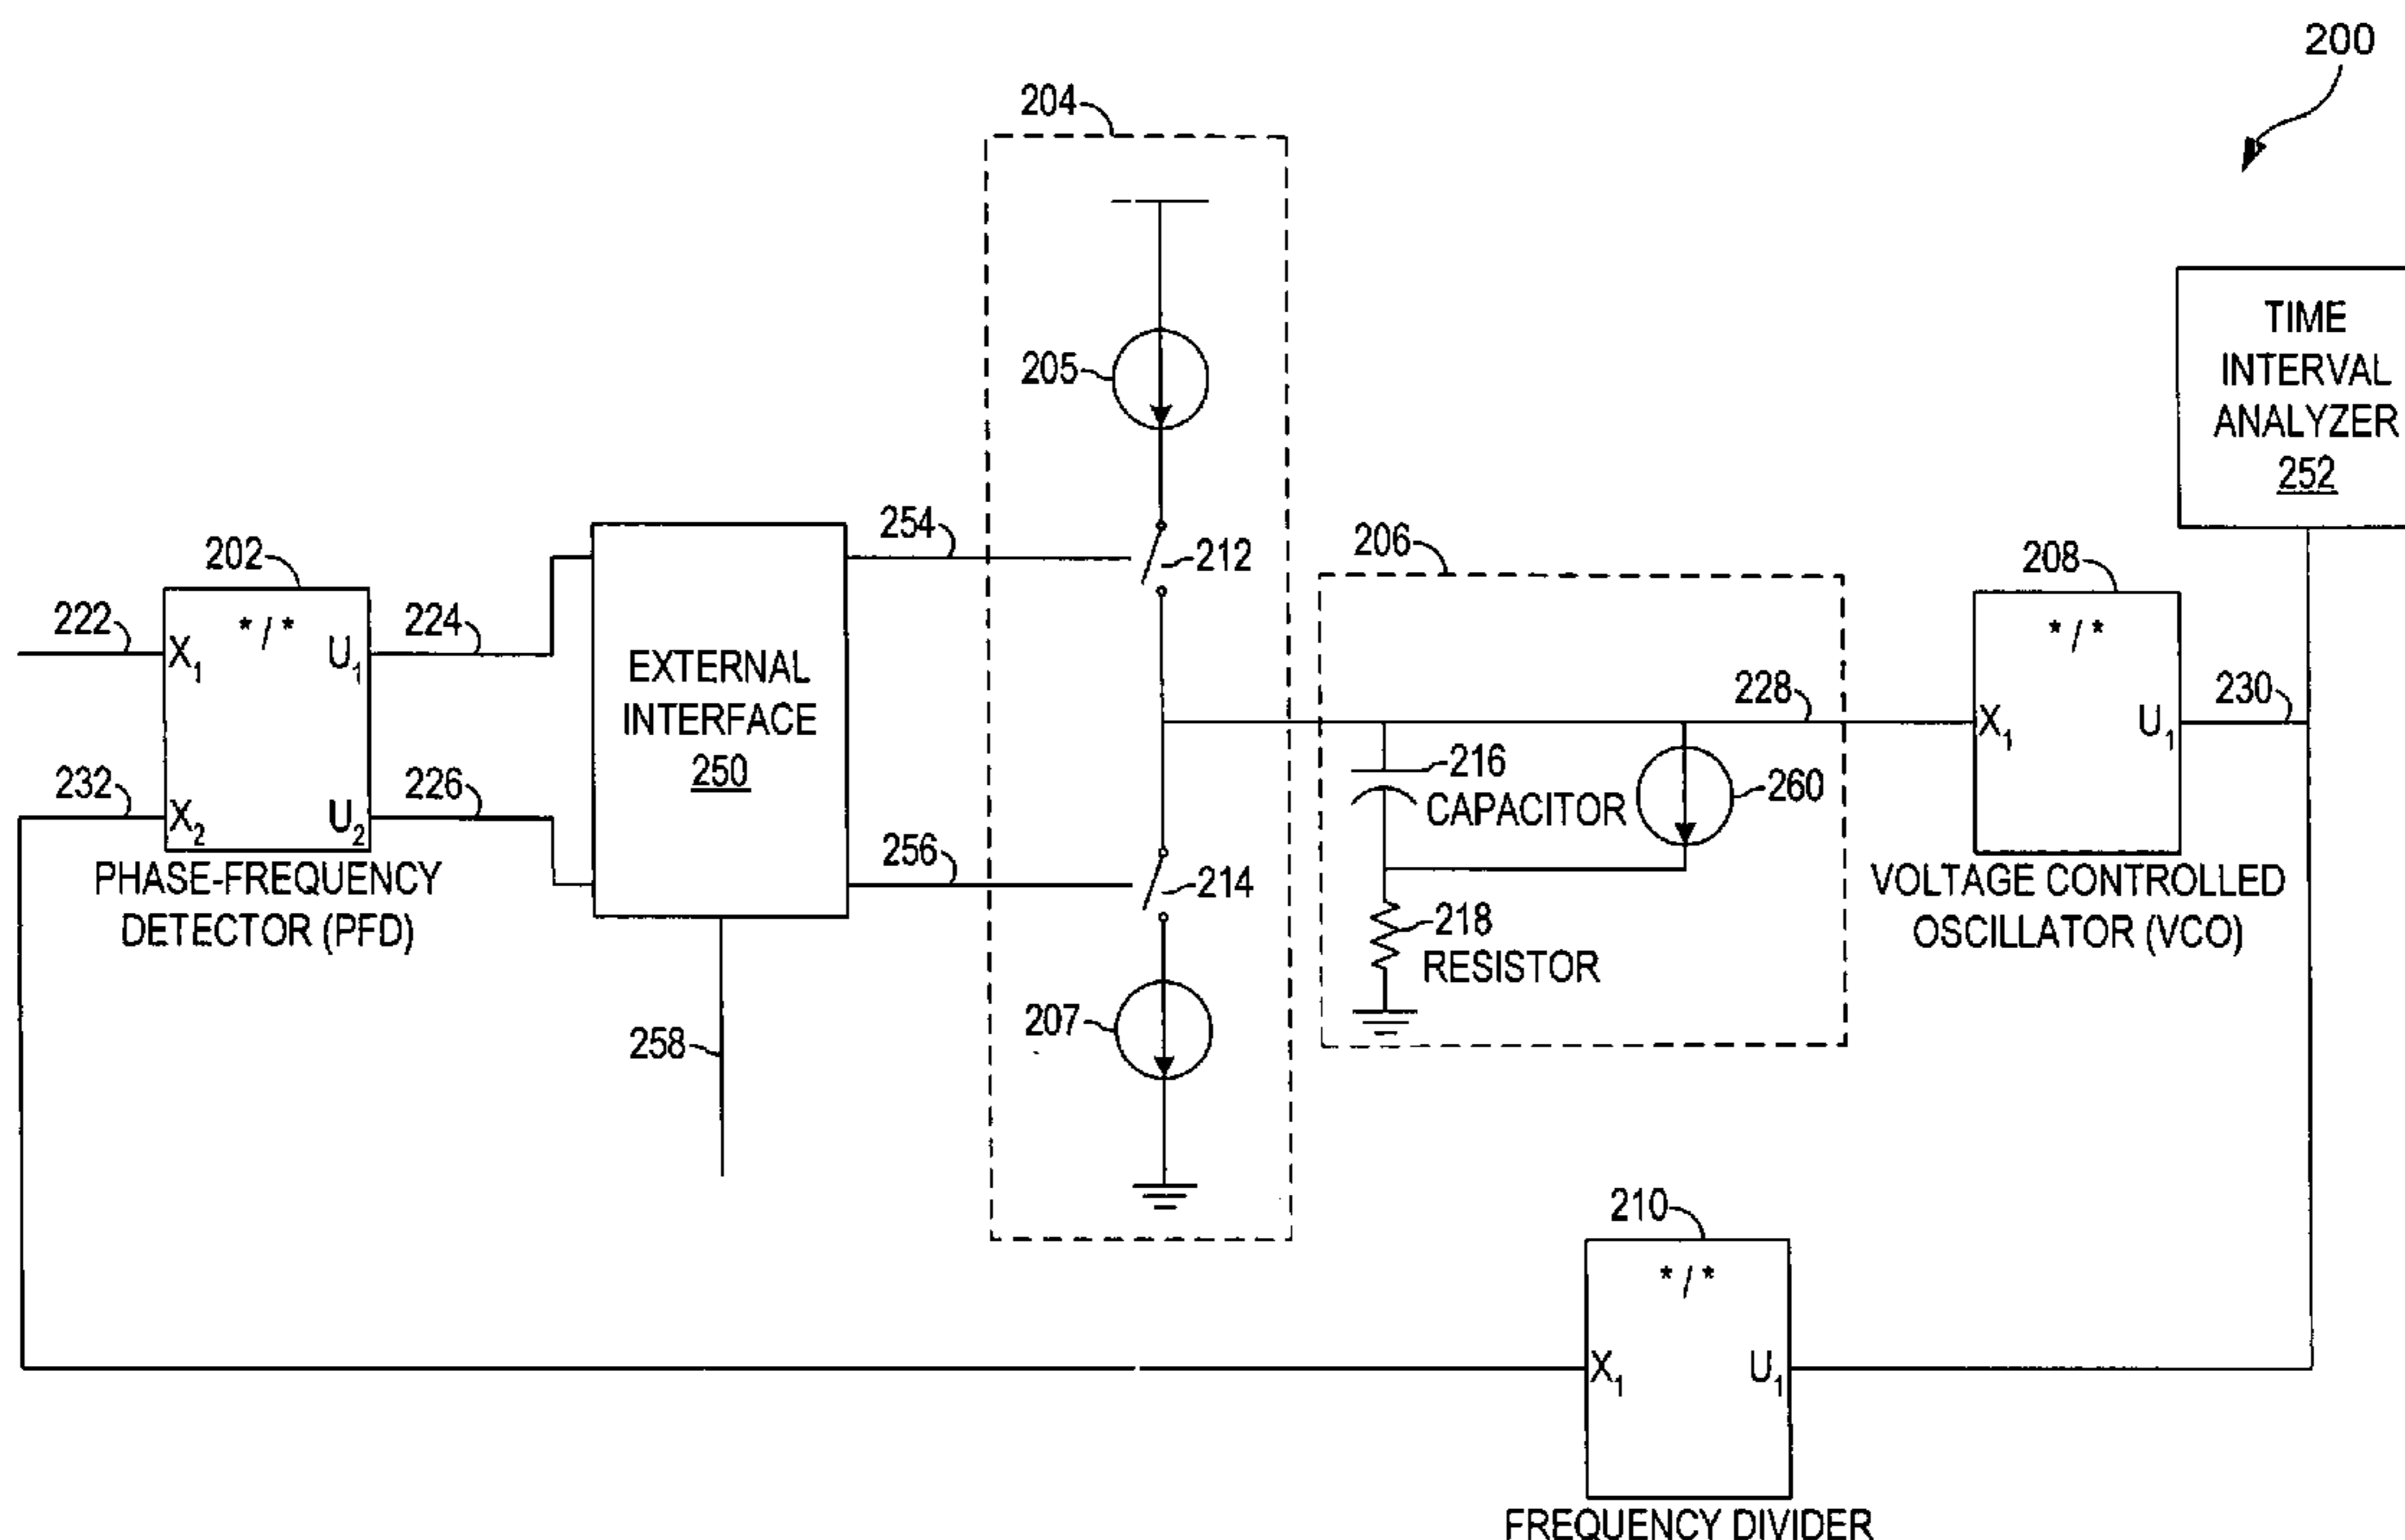 200
204
TIME
INTERVAL
ANALYZER
252
205
254
212
206
208
202
* / *
* / *
222
X1
U1
224
EXTERNAL
INTERFACE
250
228
X1
U1
230
216
CAPACITOR
260
232
X2
U2
226
256
214
PHASE-FREQUENCY
DETECTOR (PFD)
VOLTAGE CONTROLLED
OSCILLATOR (VCO)
218
RESISTOR
258
207
210
* / *
X1
U1
FREQUENCY DIVIDER